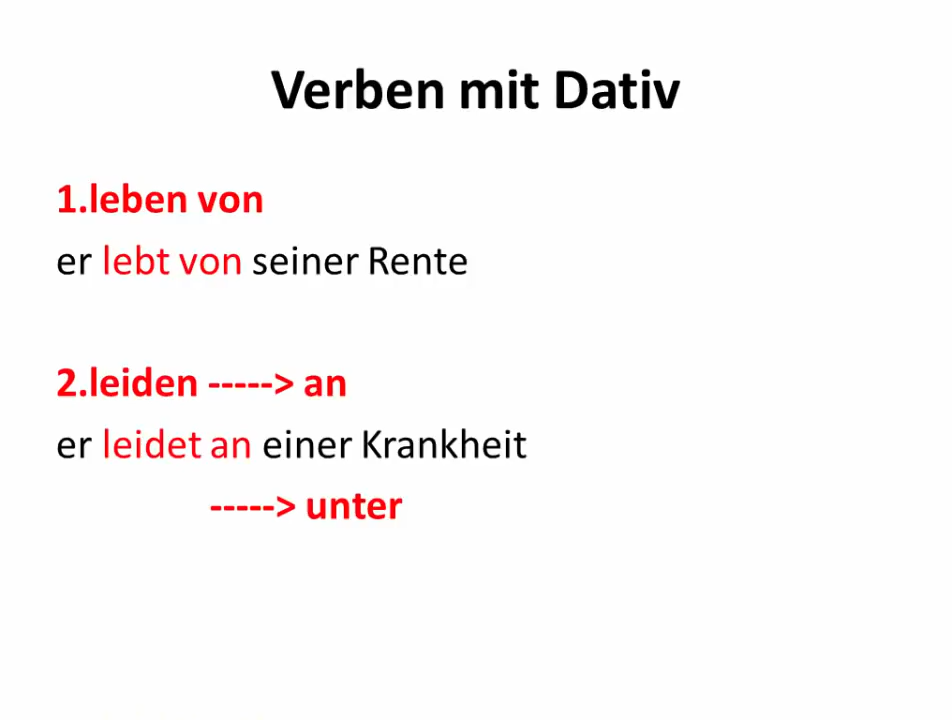 Verben mit Dativ
1.leben von
er lebt von seiner Rente
2.leiden -----> an
er leidet an einer Krankheit
-----> unter